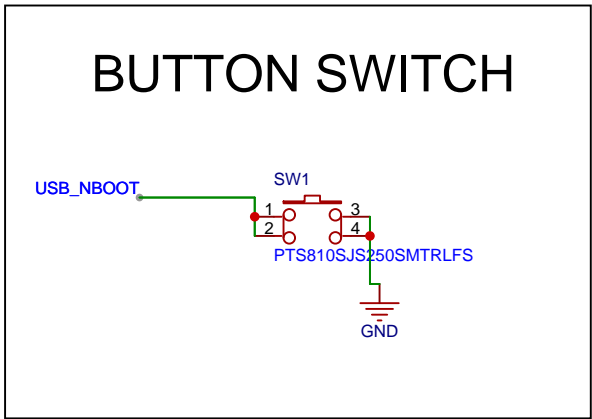 BUTTON SWITCH
SW1
USB_NBOOT
1
3
2
4
PTS810SJS250SMTRLFS
GND